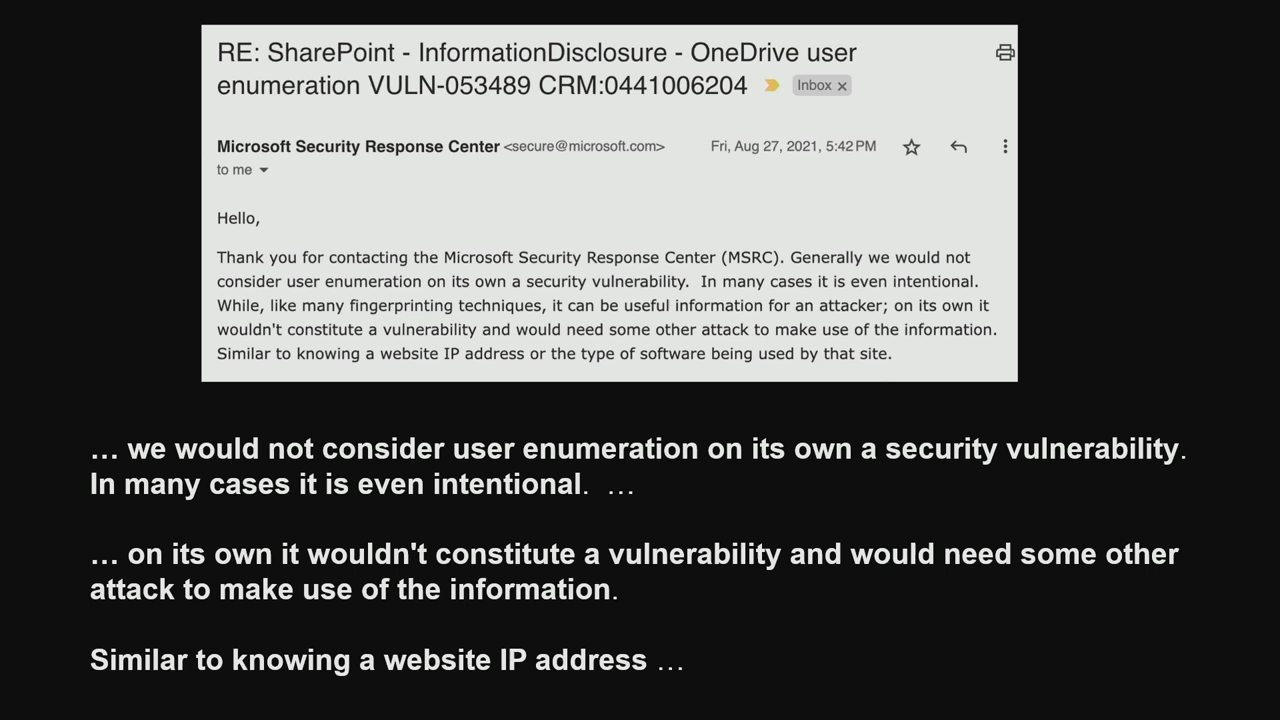 RE: SharePoint - InformationDisclosure - OneDrive user
enumeration VULN-053489 CRM:0441006204 Inbox x
Microsoft Security Response Center <secure@microsoft.com> Fri, Aug 27, 2021, 5:42 PM
to me
Hello,
Thank you for contacting the Microsoft Security Response Center (MSRC). Generally we would not
consider user enumeration on its own a security vulnerability.  In many cases it is even intentional.
While, like many fingerprinting techniques, it can be useful information for an attacker; on its own it
wouldn't constitute a vulnerability and would need some other attack to make use of the information.
Similar to knowing a website IP address or the type of software being used by that site.
… we would not consider user enumeration on its own a security vulnerability.
In many cases it is even intentional.  …
… on its own it wouldn't constitute a vulnerability and would need some other
attack to make use of the information.
Similar to knowing a website IP address …